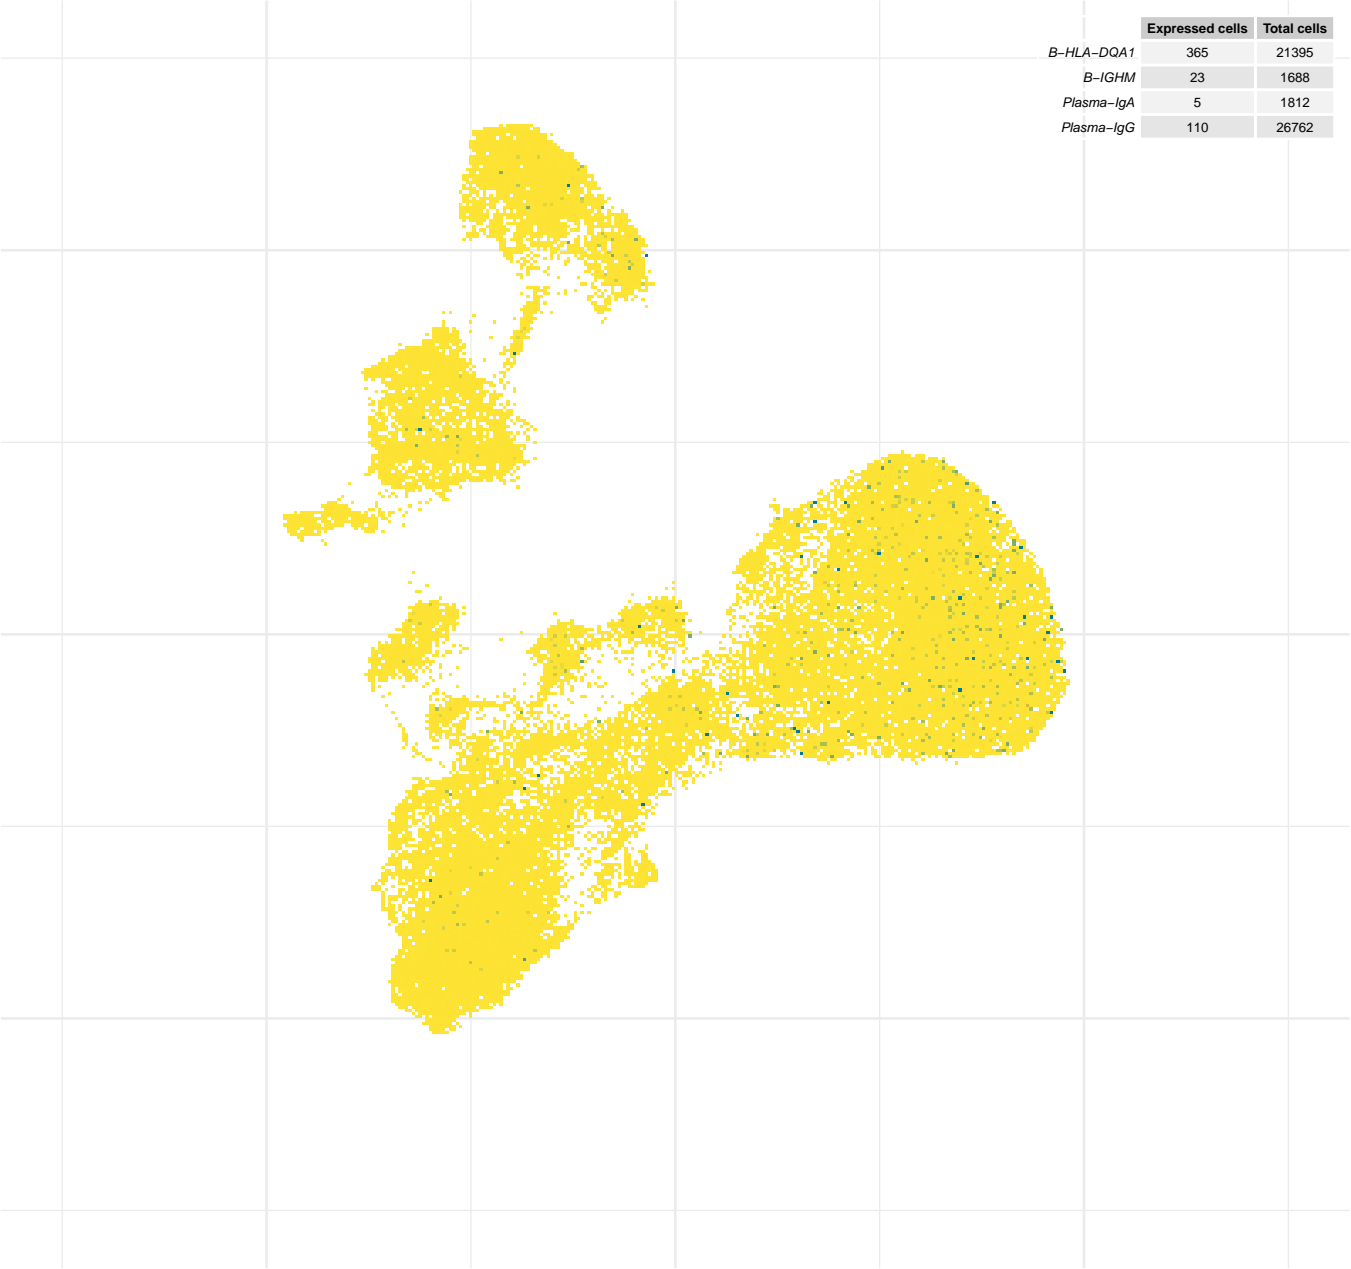 Expressed cells Total cells
B−HLA−DQA1 365 21395
B−IGHM 23 1688
Plasma−IgA 5 1812
Plasma−IgG 110 26762